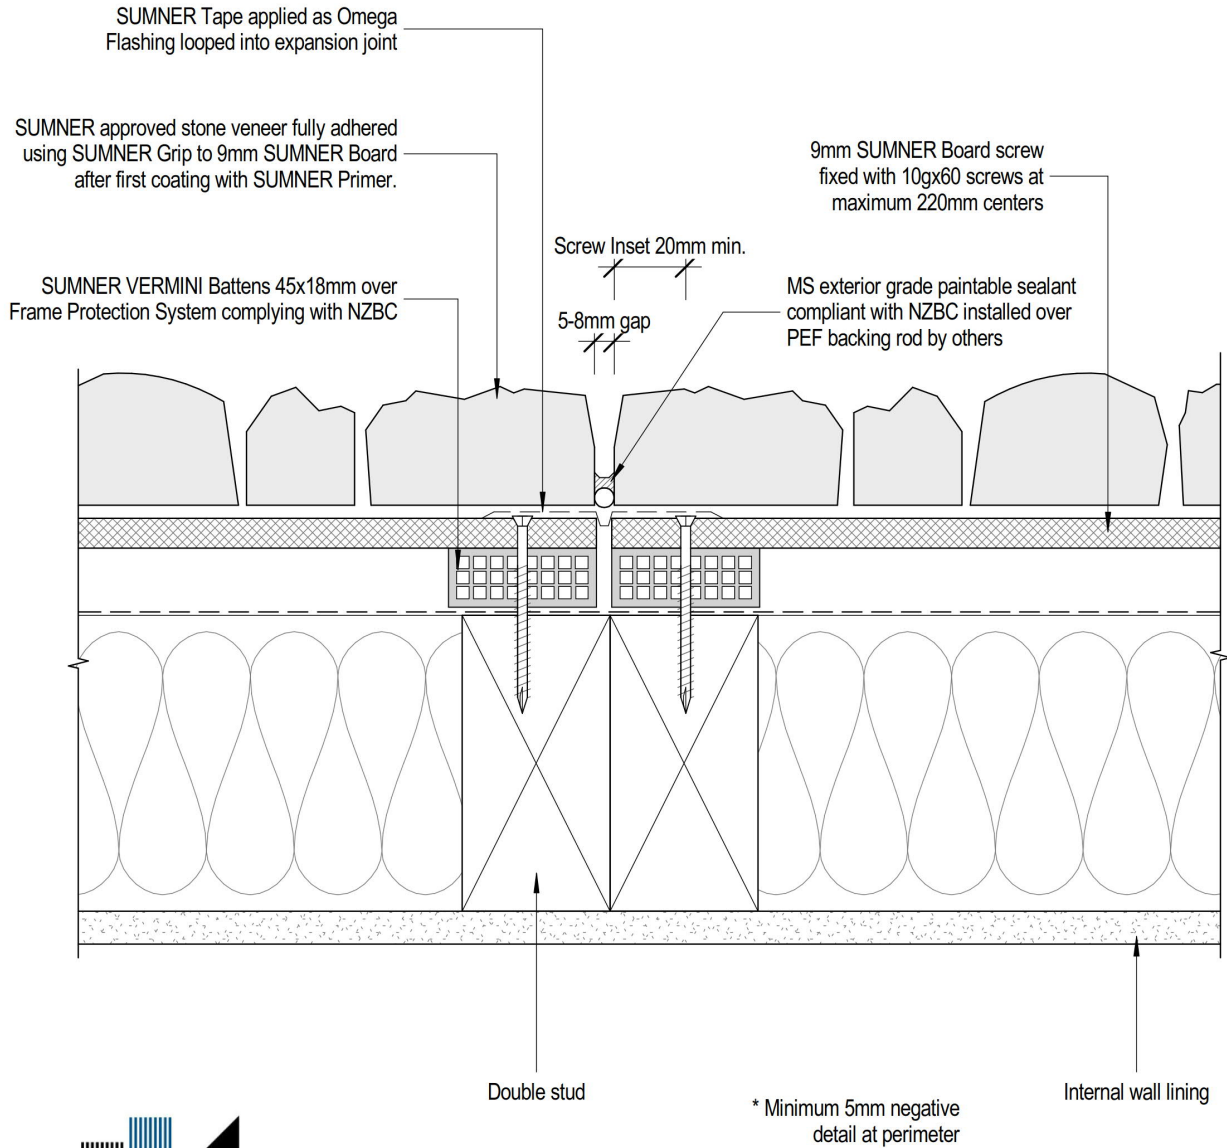 SUMNER Tape applied as Omega
Flashing looped into expansion joint
SUMNER approved stone veneer fully adhered
using SUMNER Grip to 9mm SUMNER Board
after first coating with SUMNER Primer.
9mm SUMNER Board screw
fixed with 10gx60 screws at
maximum 220mm centers
Screw Inset 20mm min.
SUMNER VERMINI Battens 45x18mm over
Frame Protection System complying with NZBC
5-8mm gap
MS exterior grade paintable sealant
compliant with NZBC installed over
PEF backing rod by others
Double stud
Internal wall lining
* Minimum 5mm negative
detail at perimeter